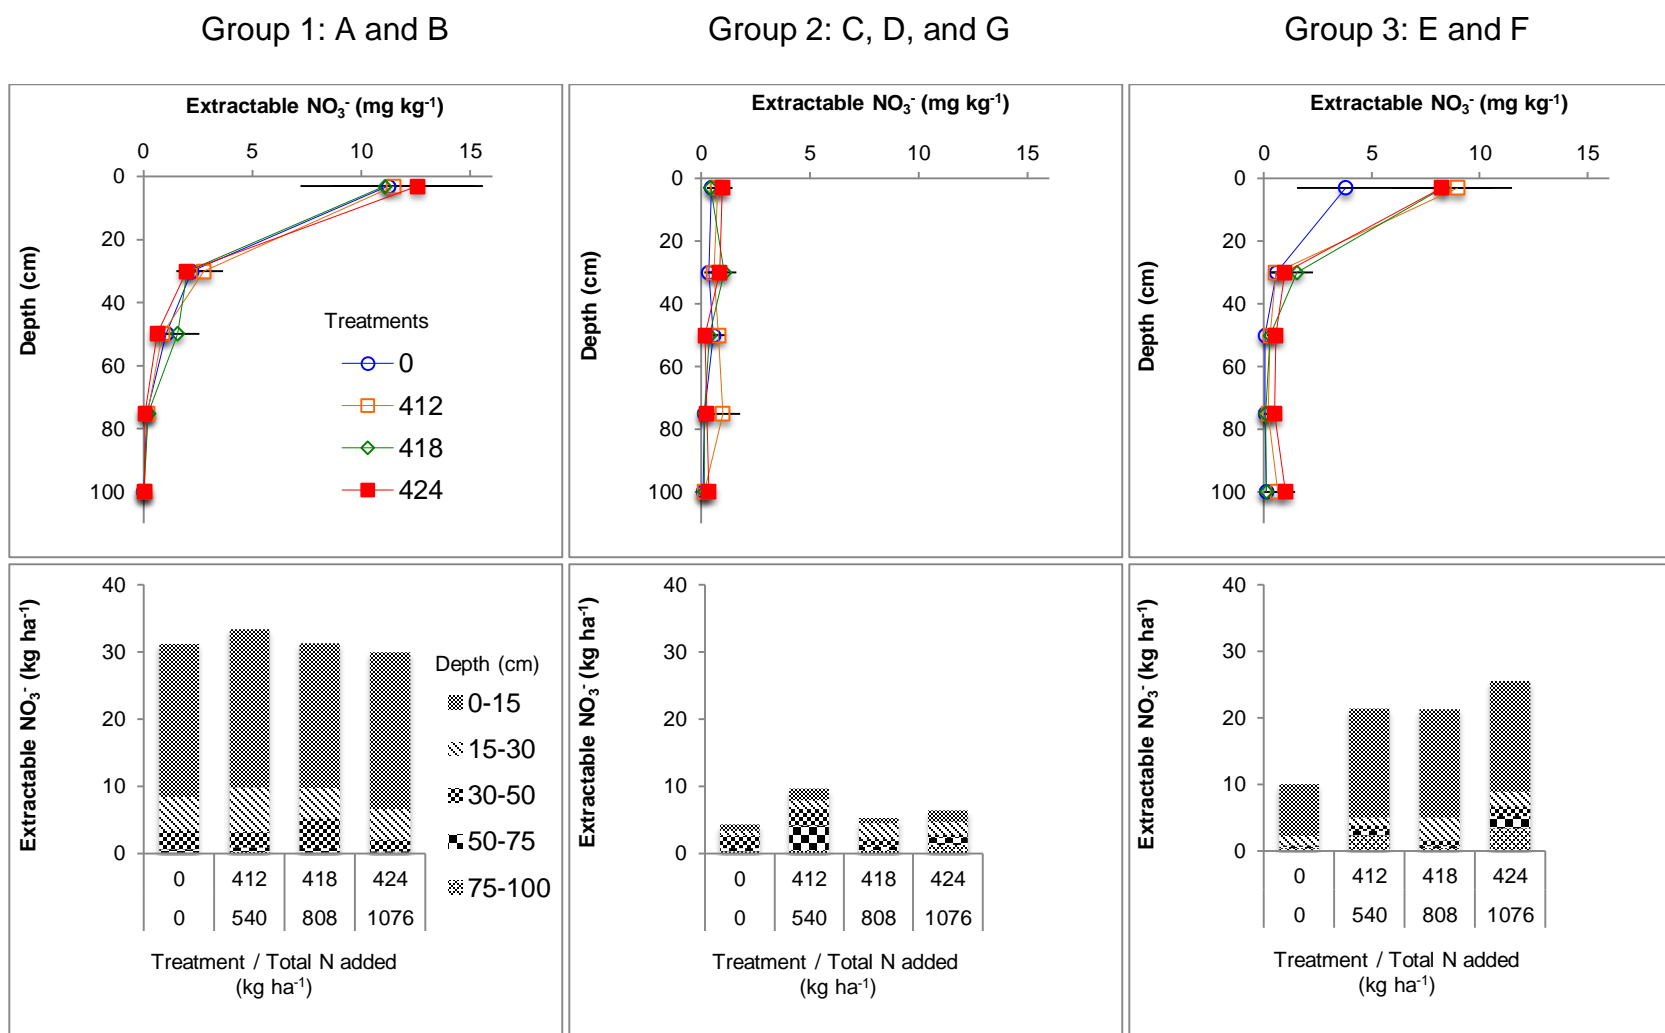 Group 1: A and B
Group 2: C, D, and G
Group 3: E and F
Extractable NO₃⁻ (mg kg⁻¹)
0 5 10 15
0
20
40
60
80
100
Depth (cm)
Treatments
0
412
418
424
Extractable NO₃⁻ (mg kg⁻¹)
0 5 10 15
0
20
40
60
80
100
Depth (cm)
Extractable NO₃⁻ (mg kg⁻¹)
0 5 10 15
0
20
40
60
80
100
Depth (cm)
Extractable NO₃⁻ (kg ha⁻¹)
40
30
20
10
0
Depth (cm)
0-15
15-30
30-50
50-75
75-100
0 412 418 424
0 540 808 1076
Treatment / Total N added
(kg ha⁻¹)
Extractable NO₃⁻ (kg ha⁻¹)
40
30
20
10
0
0 412 418 424
0 540 808 1076
Treatment / Total N added
(kg ha⁻¹)
Extractable NO₃⁻ (kg ha⁻¹)
40
30
20
10
0
0 412 418 424
0 540 808 1076
Treatment / Total N added
(kg ha⁻¹)